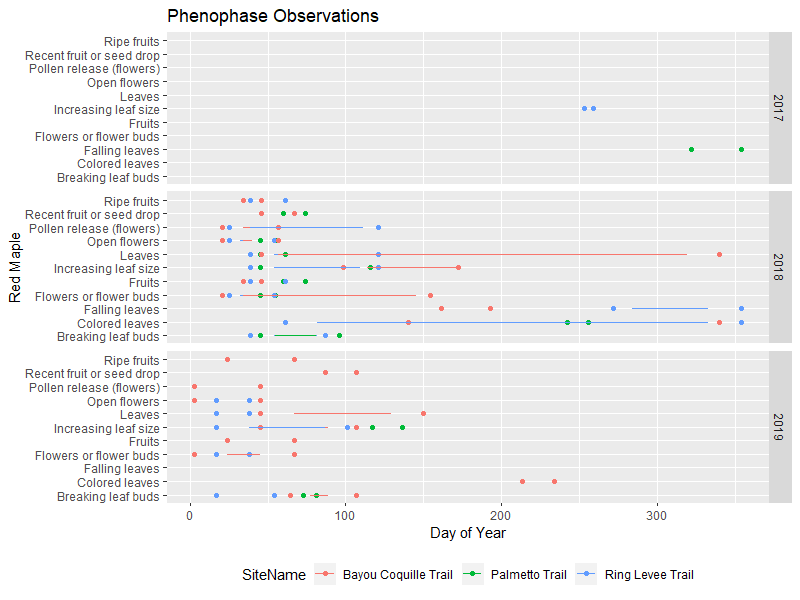 Phenophase Observations
Red Maple
Ripe fruits
Recent fruit or seed drop
Pollen release (flowers)
Open flowers
Leaves
Increasing leaf size
Fruits
Flowers or flower buds
Falling leaves
Colored leaves
Breaking leaf buds
2017
Ripe fruits
Recent fruit or seed drop
Pollen release (flowers)
Open flowers
Leaves
Increasing leaf size
Fruits
Flowers or flower buds
Falling leaves
Colored leaves
Breaking leaf buds
2018
Ripe fruits
Recent fruit or seed drop
Pollen release (flowers)
Open flowers
Leaves
Increasing leaf size
Fruits
Flowers or flower buds
Falling leaves
Colored leaves
Breaking leaf buds
2019
0 100 200 300
Day of Year
SiteName Bayou Coquille Trail Palmetto Trail Ring Levee Trail